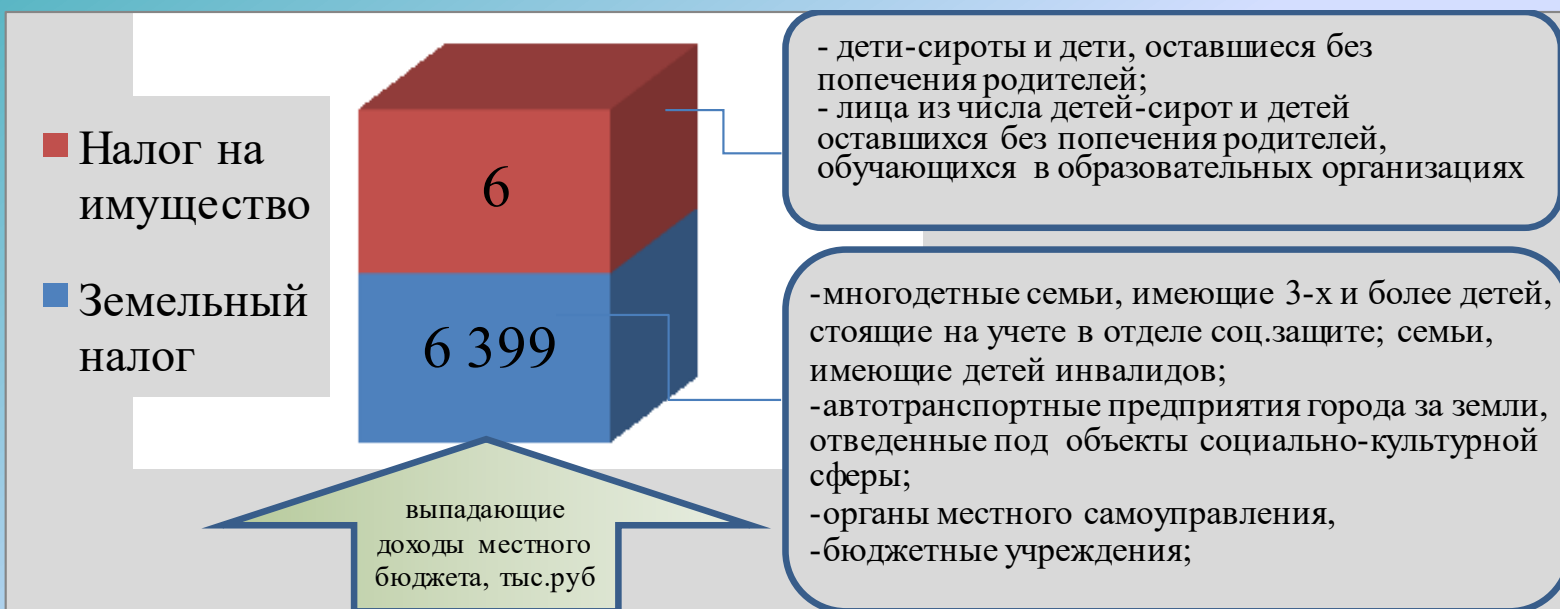 Налог на
имущество
Земельный
налог
6
6 399
выпадающие
доходы местного
бюджета, тыс.руб
- дети-сироты и дети, оставшиеся без
попечения родителей;
- лица из числа детей-сирот и детей
оставшихся без попечения родителей,
обучающихся в образовательных организациях
-многодетные семьи, имеющие 3-х и более детей,
стоящие на учете в отделе соц.защите; семьи,
имеющие детей инвалидов;
-автотранспортные предприятия города за земли,
отведенные под объекты социально-культурной
сферы;
-органы местного самоуправления,
-бюджетные учреждения;